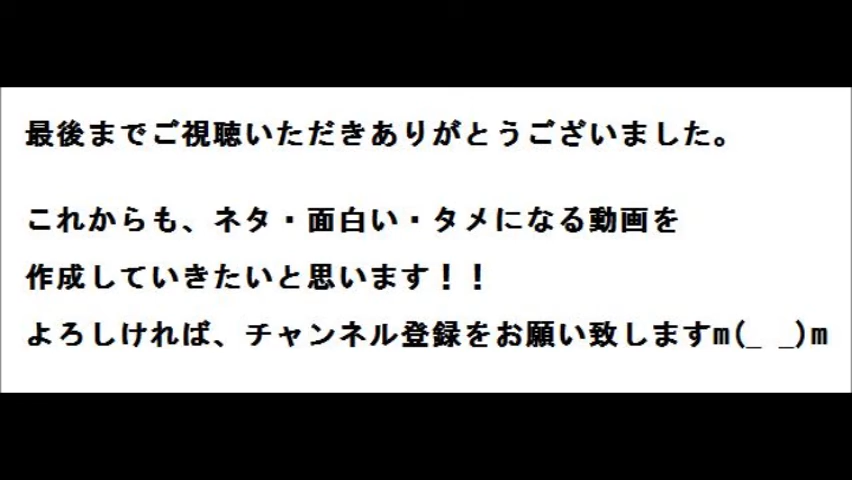 最後までご視聴いただきありがとうございました。
これからも、ネタ・面白い・タメになる動画を
作成していきたいと思います！！
よろしければ、チャンネル登録をお願い致しますm(_ _)m